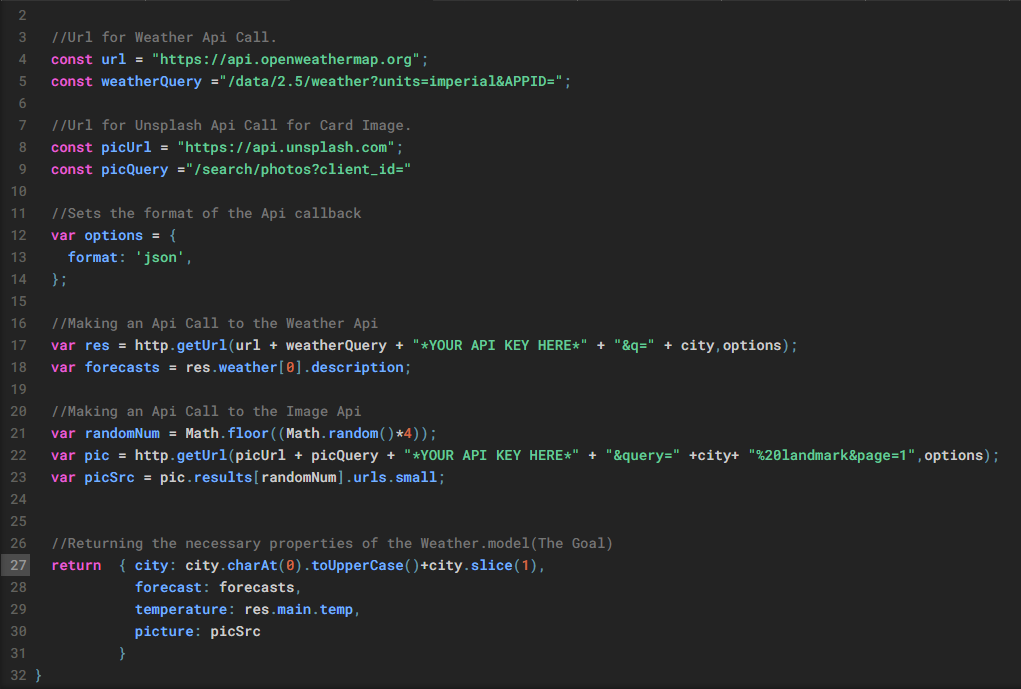 2
3 //Url for Weather Api Call.
4 const url = "https://api.openweathermap.org";
5 const weatherQuery ="/data/2.5/weather?units=imperial&APPID=";
6
7 //Url for Unsplash Api Call for Card Image.
8 const picUrl = "https://api.unsplash.com";
9 const picQuery ="/search/photos?client_id="
10
11 //Sets the format of the Api callback
12 var options = {
13   format: 'json',
14 };
15
16 //Making an Api Call to the Weather Api
17 var res = http.getUrl(url + weatherQuery + "*YOUR API KEY HERE*" + "&q=" + city,options);
18 var forecasts = res.weather[0].description;
19
20 //Making an Api Call to the Image Api
21 var randomNum = Math.floor((Math.random()*4));
22 var pic = http.getUrl(picUrl + picQuery + "*YOUR API KEY HERE*" + "&query=" +city+ "%20landmark&page=1",options);
23 var picSrc = pic.results[randomNum].urls.small;
24
25
26 //Returning the necessary properties of the Weather.model(The Goal)
27 return  { city: city.charAt(0).toUpperCase()+city.slice(1),
28           forecast: forecasts,
29           temperature: res.main.temp,
30           picture: picSrc
31         }
32 }